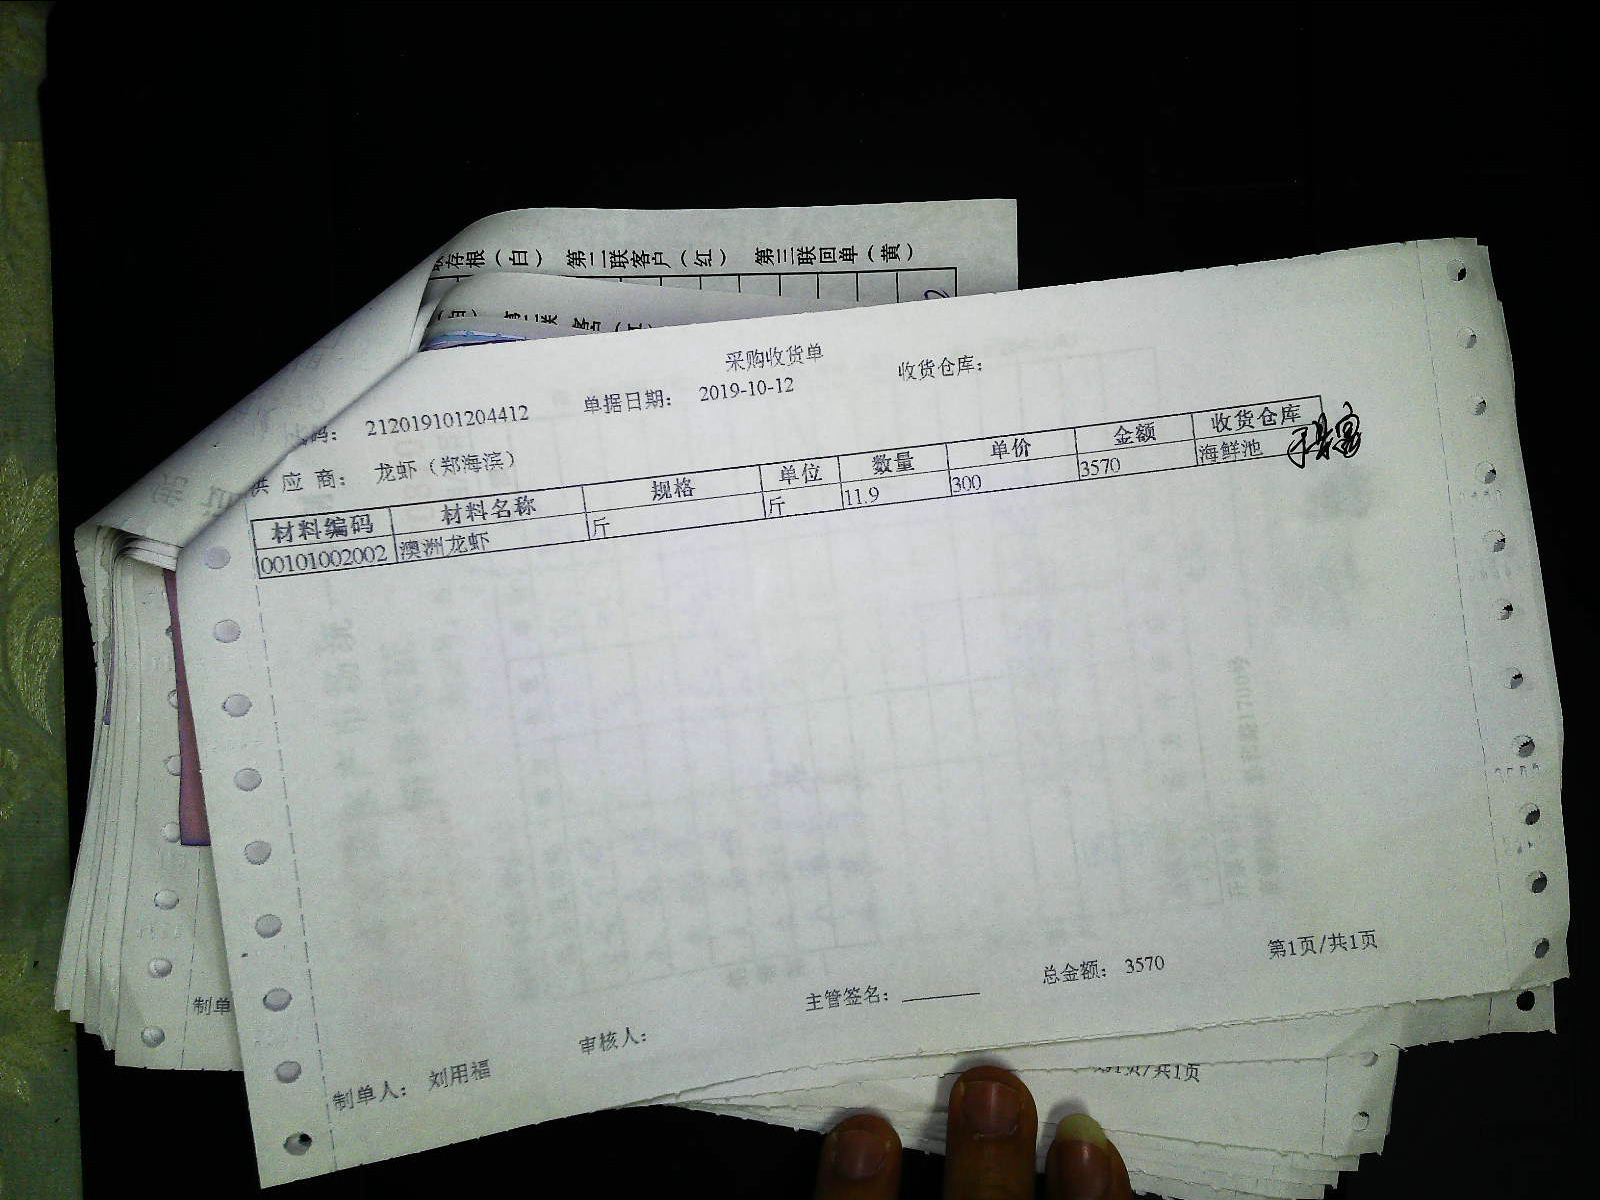 存根（白） 第二联客户（红） 第三联回单（黄）
采购收货单
码： 212019101204412 单据日期： 2019-10-12 收货仓库：
供应商： 龙虾（郑海滨）
材料编码 材料名称 规格 单位 数量 单价 金额 收货仓库
00101002002 澳洲龙虾 斤 斤 11.9 300 3570 海鲜池
制单人： 刘用福 审核人： 主管签名： 总金额： 3570 第1页/共1页
制单
页/共1页